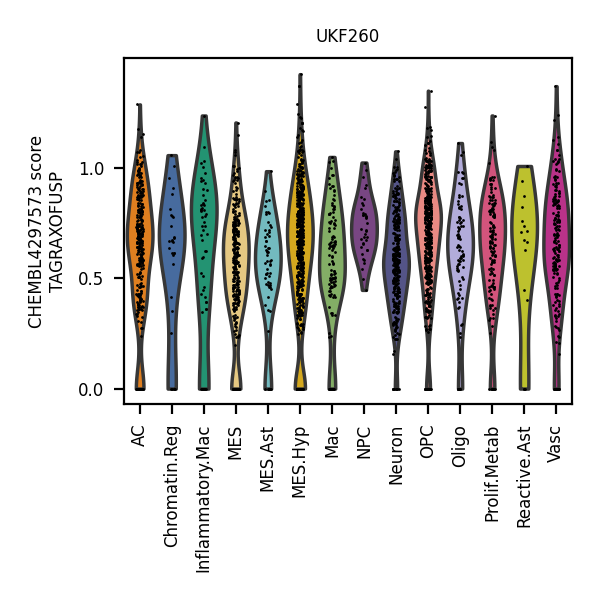 UKF260
CHEMBL4297573 score
TAGRAXOFUSP
1.0
0.5
0.0
AC
Chromatin.Reg
Inflammatory.Mac
MES
MES.Ast
MES.Hyp
Mac
NPC
Neuron
OPC
Oligo
Prolif.Metab
Reactive.Ast
Vasc